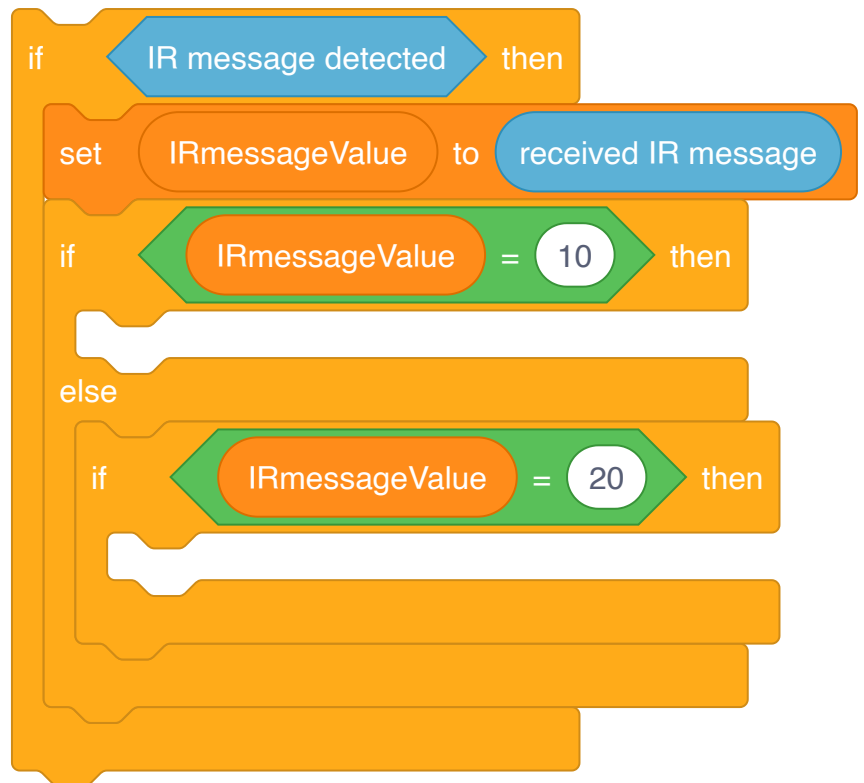 if IR message detected then
set IRmessageValue to received IR message
if IRmessageValue = 10 then
else
if IRmessageValue = 20 then